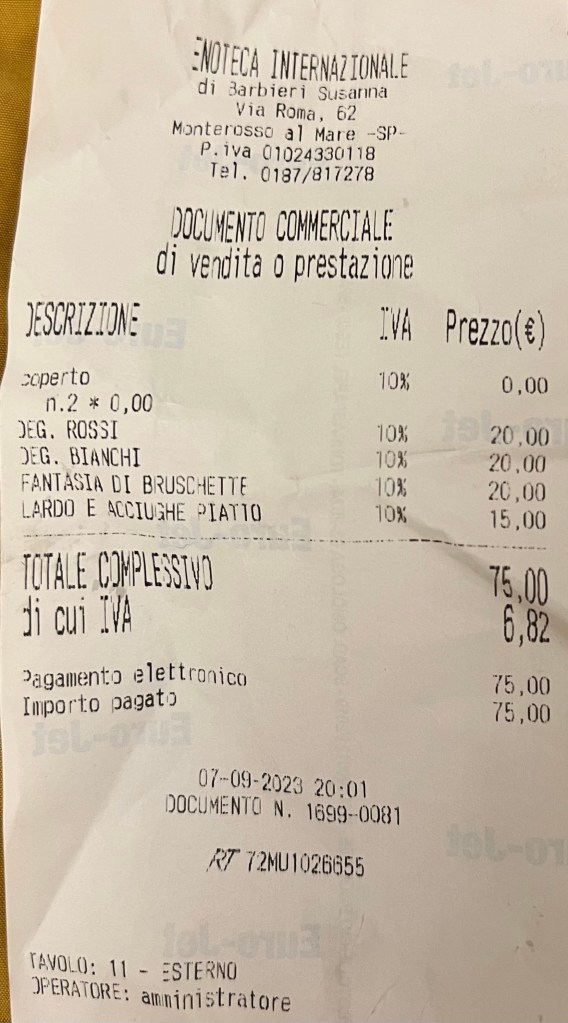 ENOTECA INTERNAZIONALE
di Barbieri Susanna
Via Roma, 62
Monterosso al Mare -SP-
P.iva 01024330118
Tel. 0187/817278
DOCUMENTO COMMERCIALE
di vendita o prestazione
DESCRIZIONE IVA Prezzo(€)
coperto 10% 0,00
n.2 * 0,00
DEG. ROSSI 10% 20,00
DEG. BIANCHI 10% 20,00
FANTASIA DI BRUSCHETTE 10% 20,00
LARDO E ACCIUGHE PIATTO 10% 15,00
TOTALE COMPLESSIVO 75,00
di cui IVA 6,82
Pagamento elettronico 75,00
Importo pagato 75,00
07-09-2023 20:01
DOCUMENTO N. 1699-0081
RT 72MU1026655
TAVOLO: 11 - ESTERNO
OPERATORE: amministratore